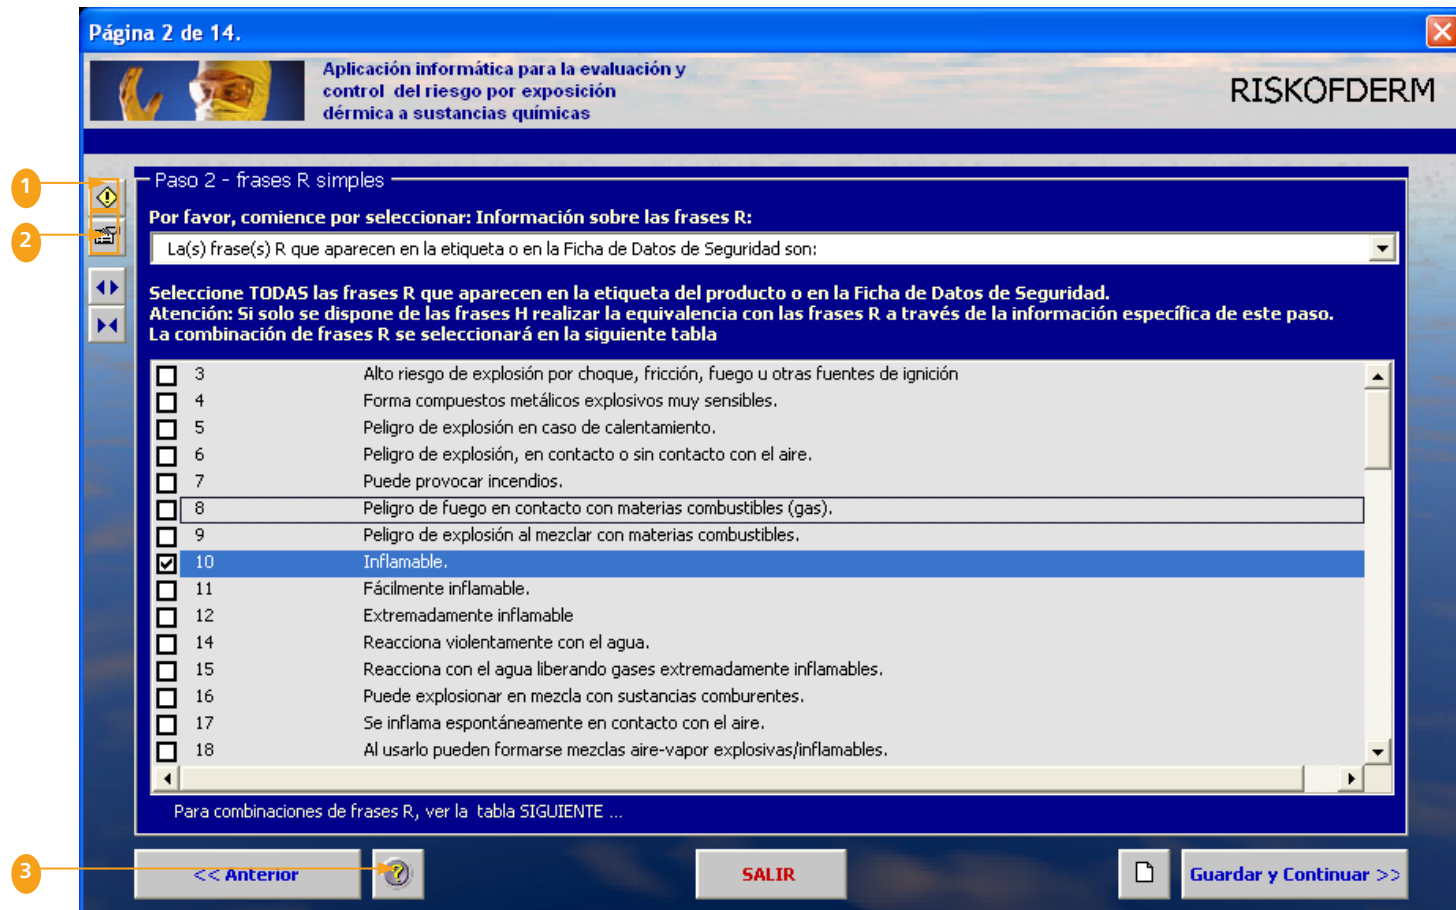 Página 2 de 14.
Aplicación informática para la evaluación y
control del riesgo por exposición
dérmica a sustancias químicas
RISKOFDERM
1
2
Paso 2 - frases R simples
Por favor, comience por seleccionar: Información sobre las frases R:
La(s) frase(s) R que aparecen en la etiqueta o en la Ficha de Datos de Seguridad son:
Seleccione TODAS las frases R que aparecen en la etiqueta del producto o en la Ficha de Datos de Seguridad.
Atención: Si solo se dispone de las frases H realizar la equivalencia con las frases R a través de la información específica de este paso.
La combinación de frases R se seleccionará en la siguiente tabla
3 Alto riesgo de explosión por choque, fricción, fuego u otras fuentes de ignición
4 Forma compuestos metálicos explosivos muy sensibles.
5 Peligro de explosión en caso de calentamiento.
6 Peligro de explosión, en contacto o sin contacto con el aire.
7 Puede provocar incendios.
8 Peligro de fuego en contacto con materias combustibles (gas).
9 Peligro de explosión al mezclar con materias combustibles.
10 Inflamable.
11 Fácilmente inflamable.
12 Extremadamente inflamable
14 Reacciona violentamente con el agua.
15 Reacciona con el agua liberando gases extremadamente inflamables.
16 Puede explosionar en mezcla con sustancias comburentes.
17 Se inflama espontáneamente en contacto con el aire.
18 Al usarlo pueden formarse mezclas aire-vapor explosivas/inflamables.
Para combinaciones de frases R, ver la tabla SIGUIENTE ...
3
<< Anterior
?
SALIR
Guardar y Continuar >>